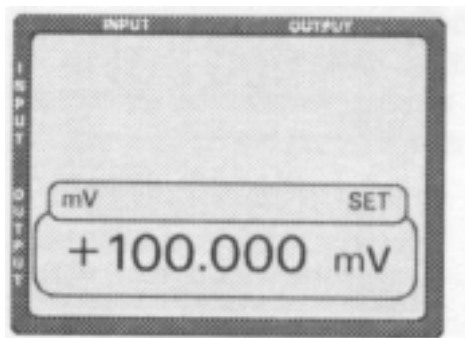 INPUT OUTPUT
INPUT
OUTPUT
mV SET
+100.000 mV